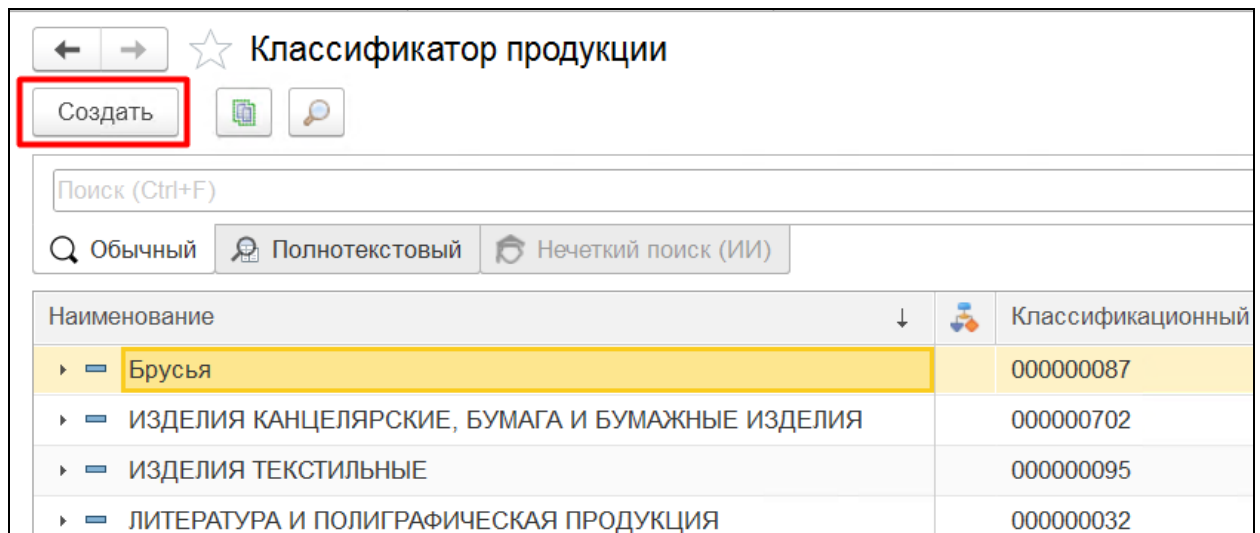 Классификатор продукции
Создать
Поиск (Ctrl+F)
Обычный Полнотекстовый Нечеткий поиск (ИИ)
Наименование ↓ Классификационный
Брусья 000000087
ИЗДЕЛИЯ КАНЦЕЛЯРСКИЕ, БУМАГА И БУМАЖНЫЕ ИЗДЕЛИЯ 000000702
ИЗДЕЛИЯ ТЕКСТИЛЬНЫЕ 000000095
ЛИТЕРАТУРА И ПОЛИГРАФИЧЕСКАЯ ПРОДУКЦИЯ 000000032